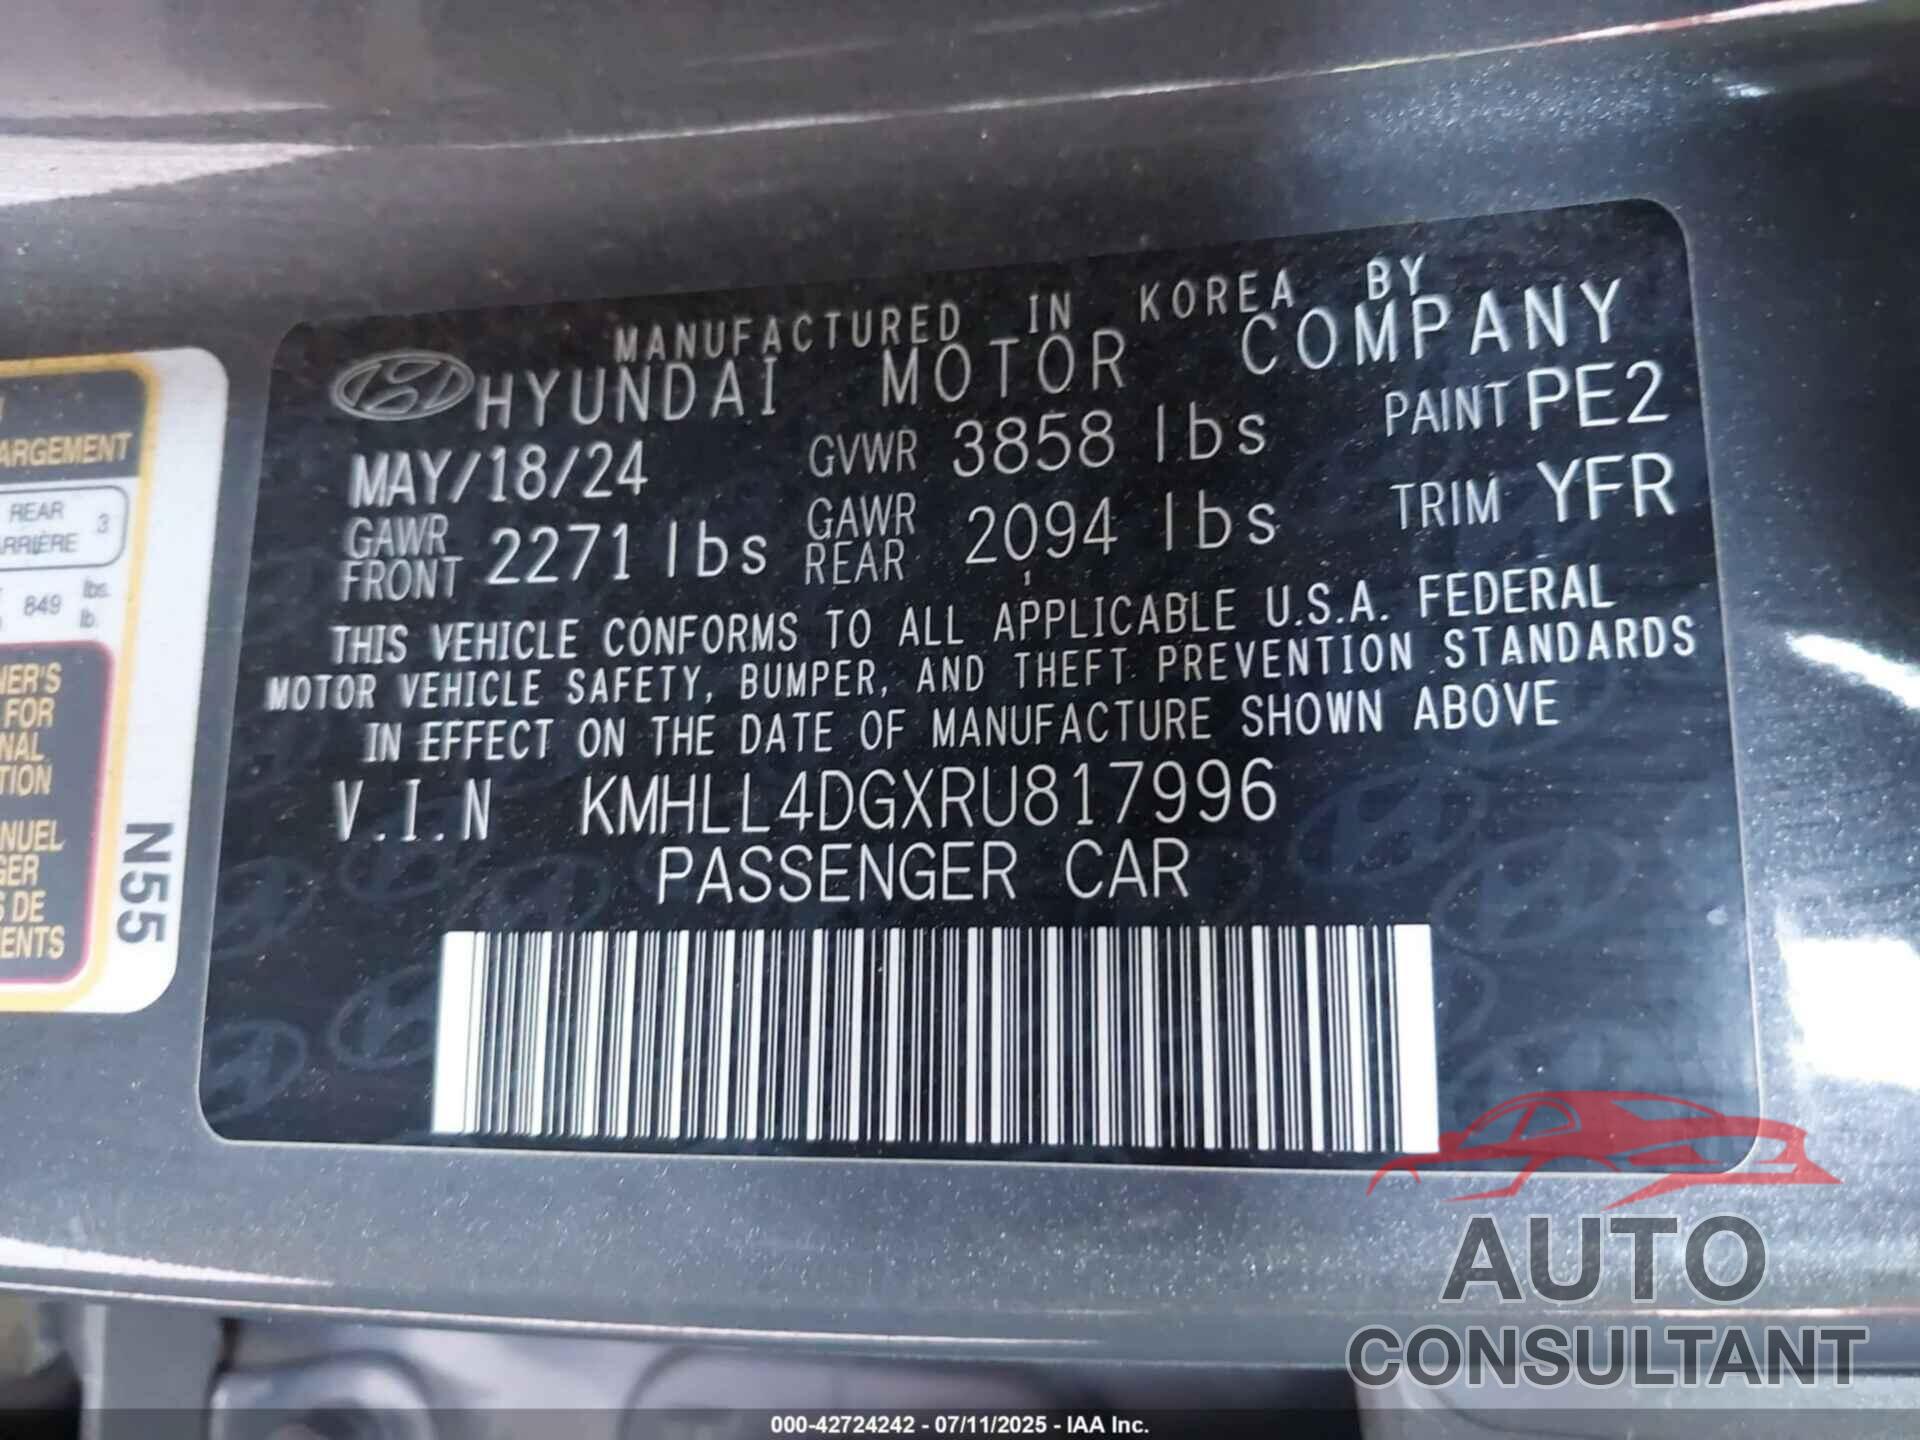 MANUFACTURED IN KOREA BY
HYUNDAI MOTOR COMPANY
MAY/18/24 GVWR 3858 lbs PAINT PE2
GAWR FRONT 2271 lbs GAWR REAR 2094 lbs TRIM YFR
THIS VEHICLE CONFORMS TO ALL APPLICABLE U.S.A. FEDERAL
MOTOR VEHICLE SAFETY, BUMPER, AND THEFT PREVENTION STANDARDS
IN EFFECT ON THE DATE OF MANUFACTURE SHOWN ABOVE
V.I.N KMHLL4DGXRU817996
PASSENGER CAR
ARGEMENT
REAR 3
ARRIÈRE
849 lbs.
lb.
NER'S
FOR
NAL
TION
NUEL
GER
S DE
MENTS
N55
AUTO
CONSULTANT
000-42724242 - 07/11/2025 - IAA Inc.